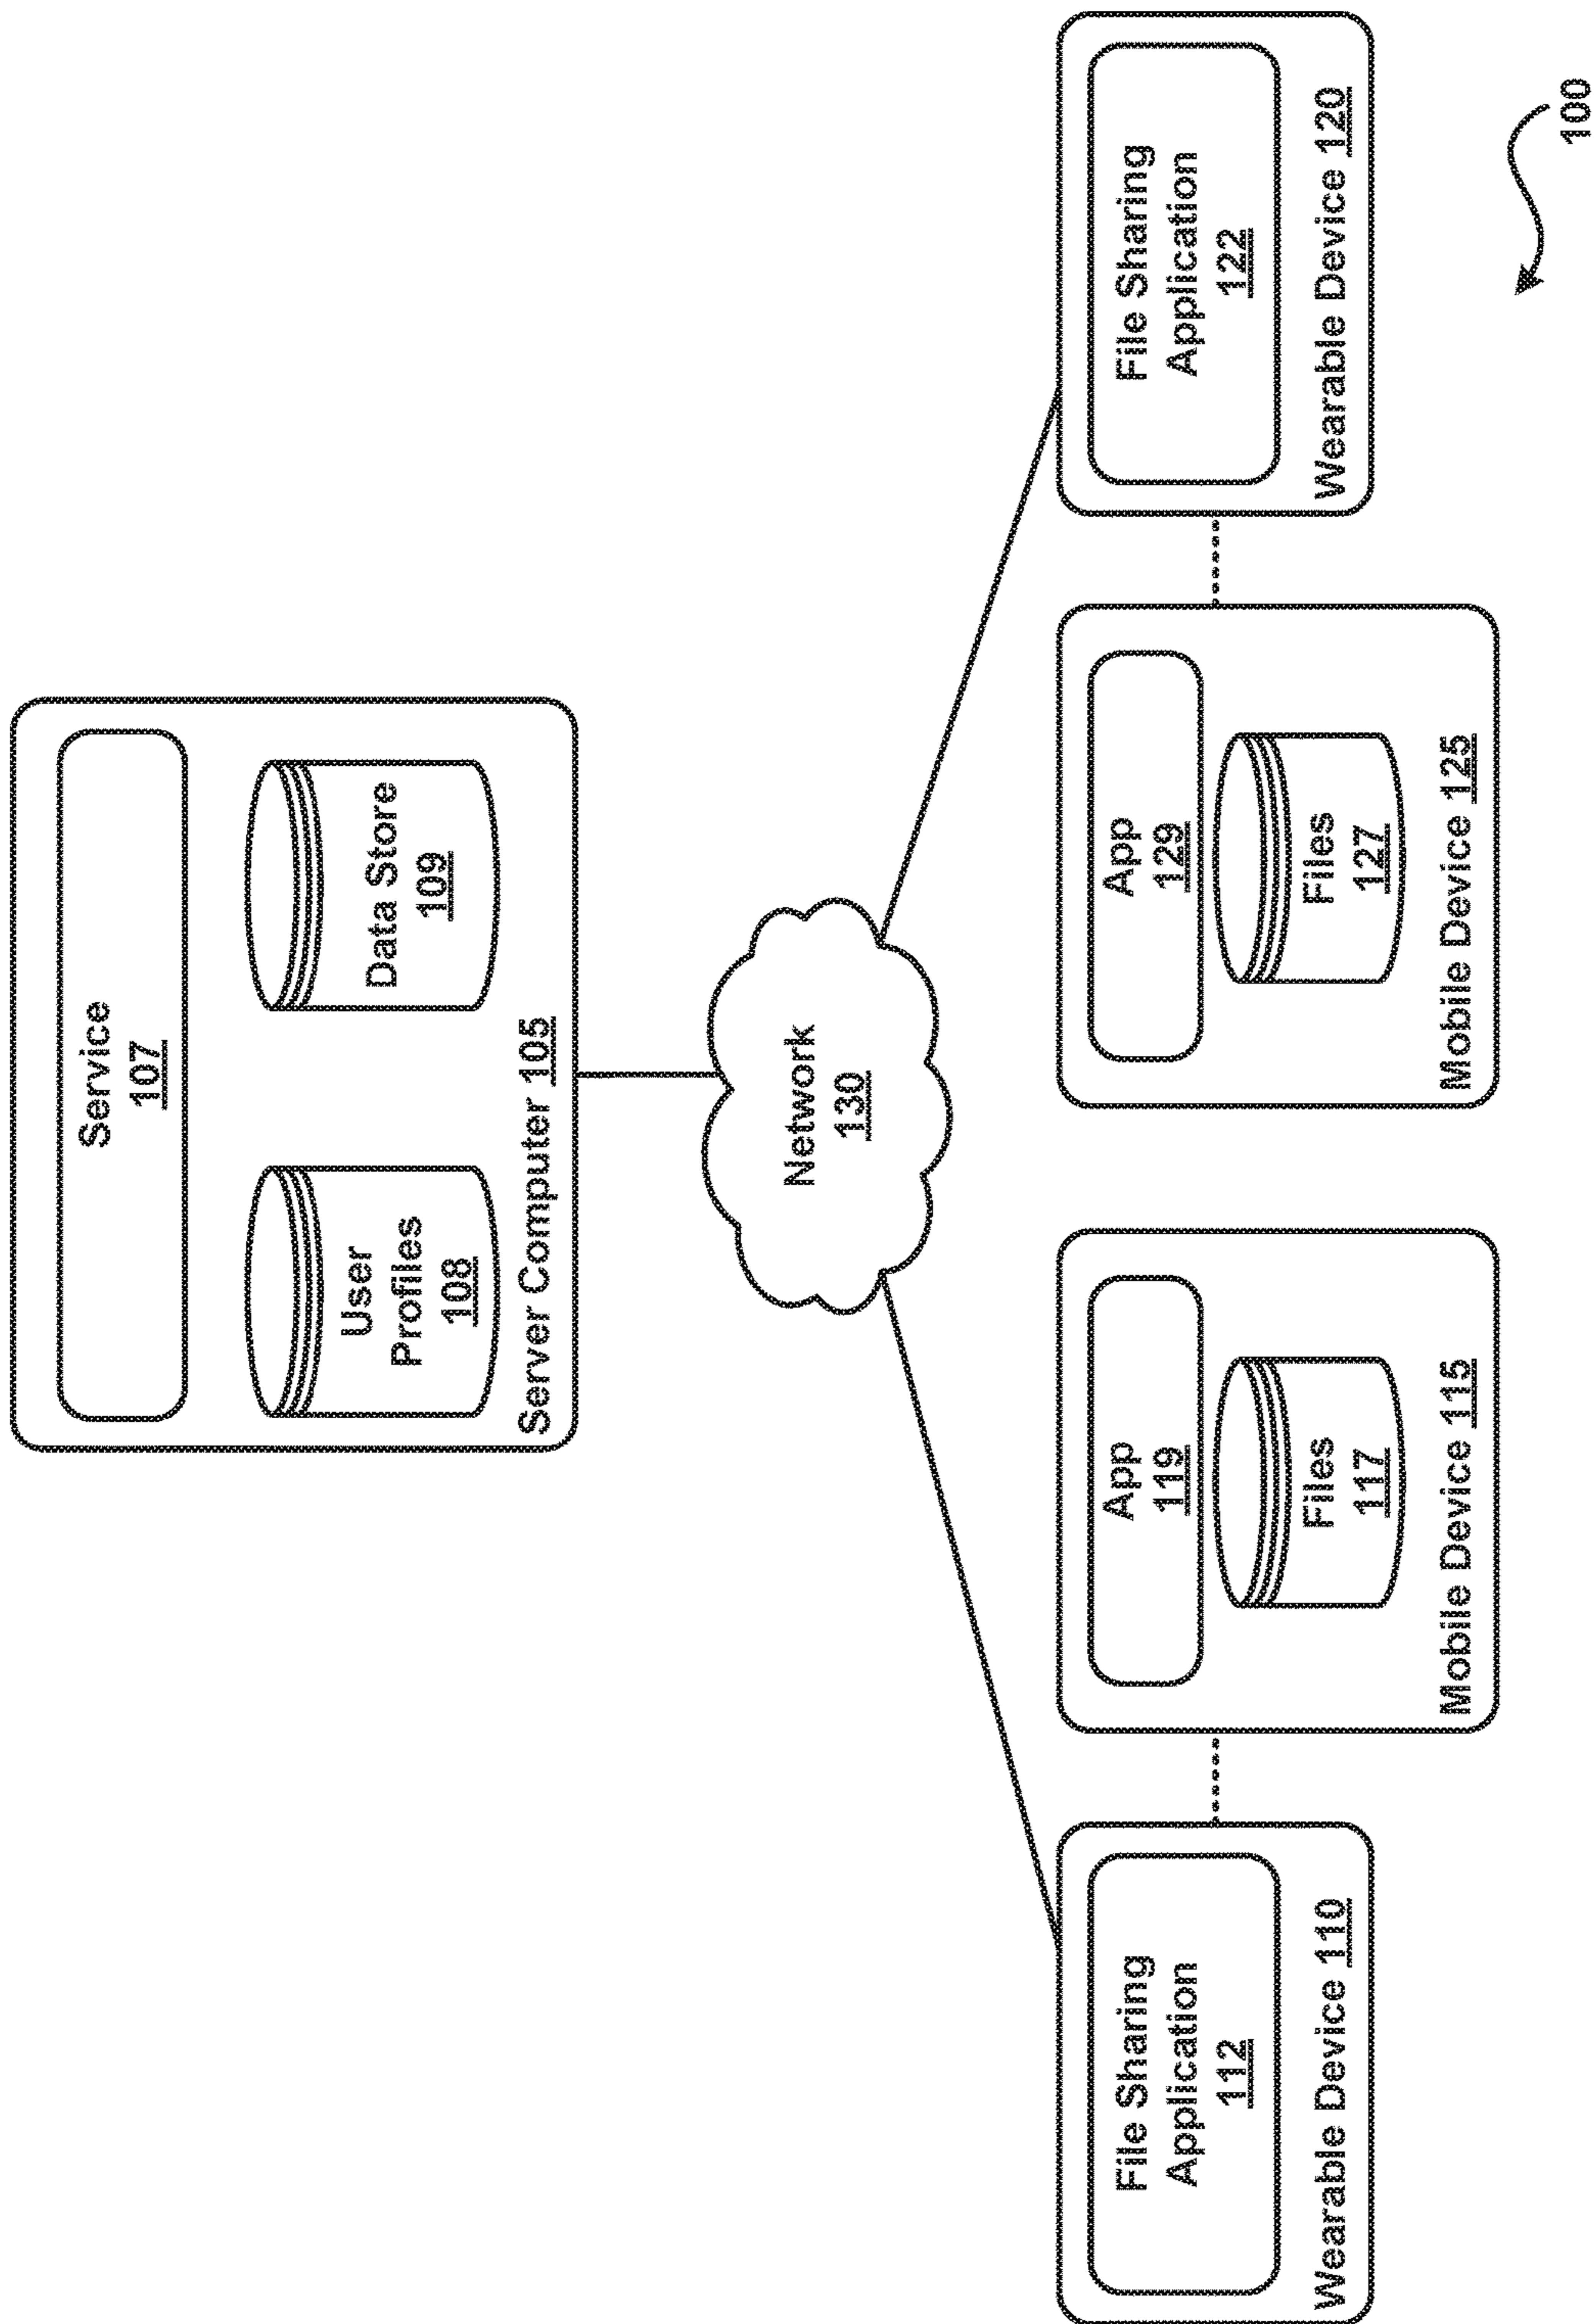 Service
107
User
Profiles
108
Data Store
109
Server Computer 105
Network
130
File Sharing
Application
112
Wearable Device 110
App
119
Files
117
Mobile Device 115
App
129
Files
127
Mobile Device 125
File Sharing
Application
122
Wearable Device 120
100